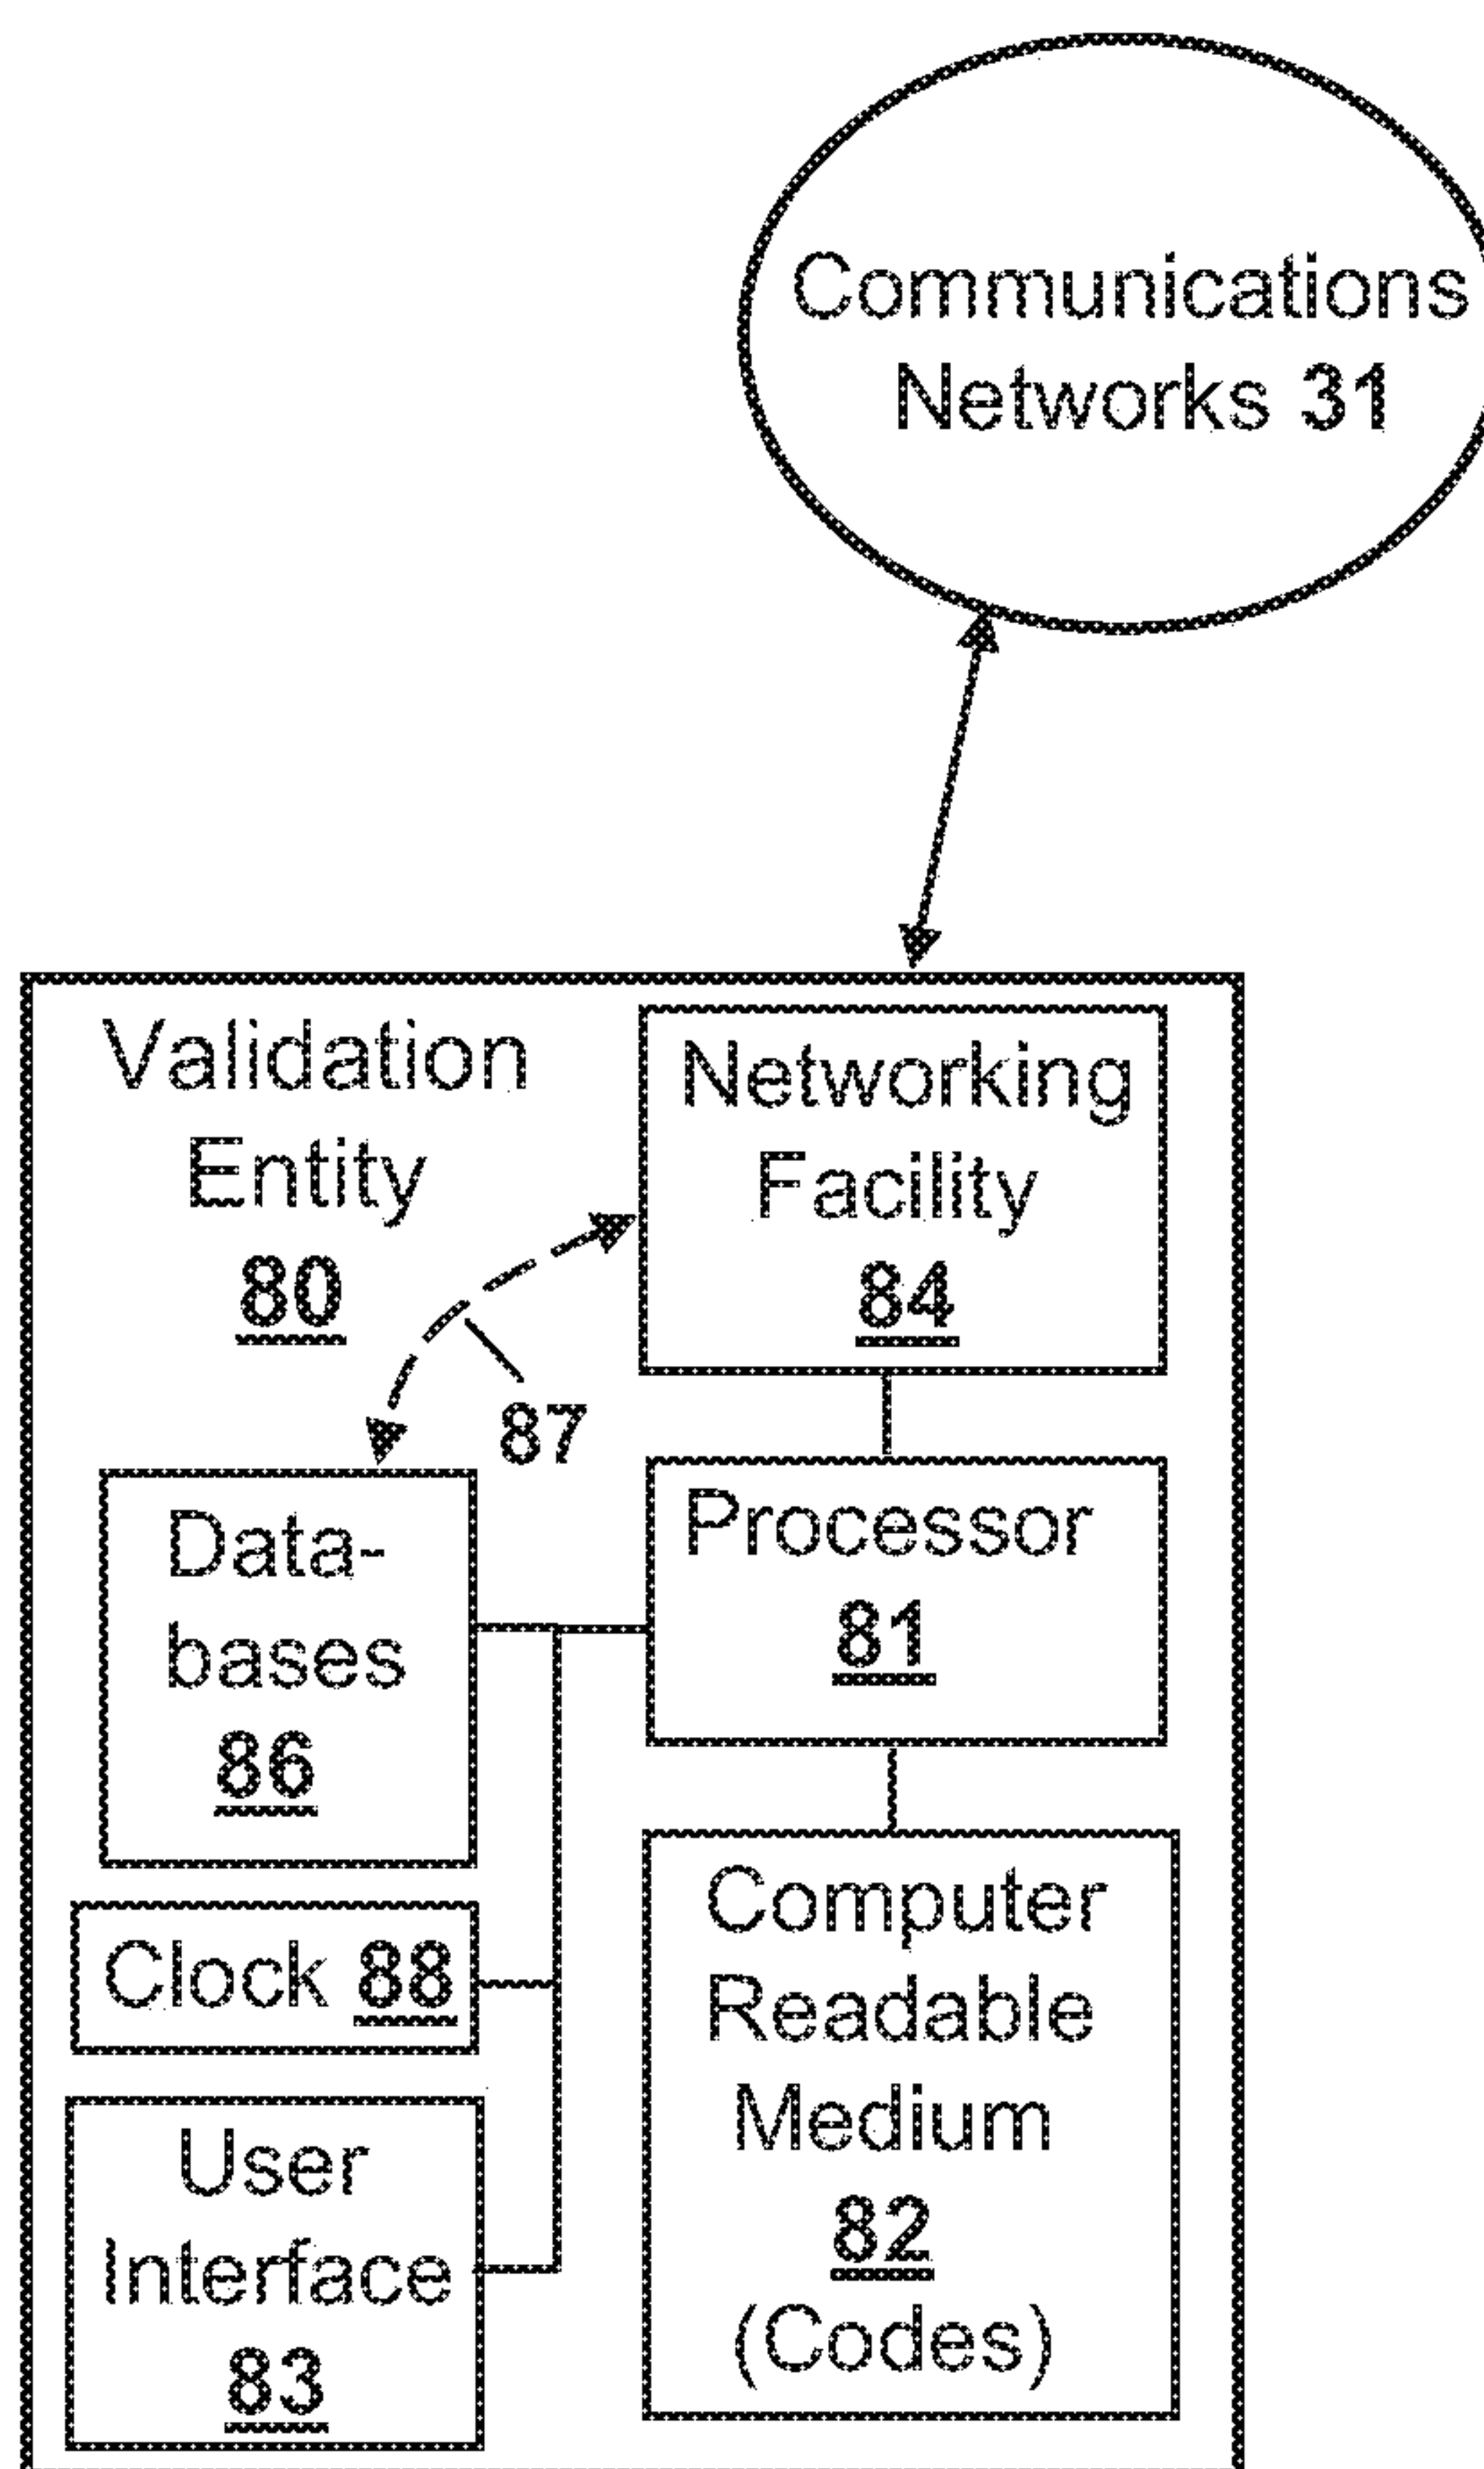 Communications
Networks 31
Validation
Entity
80
Networking
Facility
84
87
Data-
bases
86
Processor
81
Clock 88
User
Interface
83
Computer
Readable
Medium
82
(Codes)